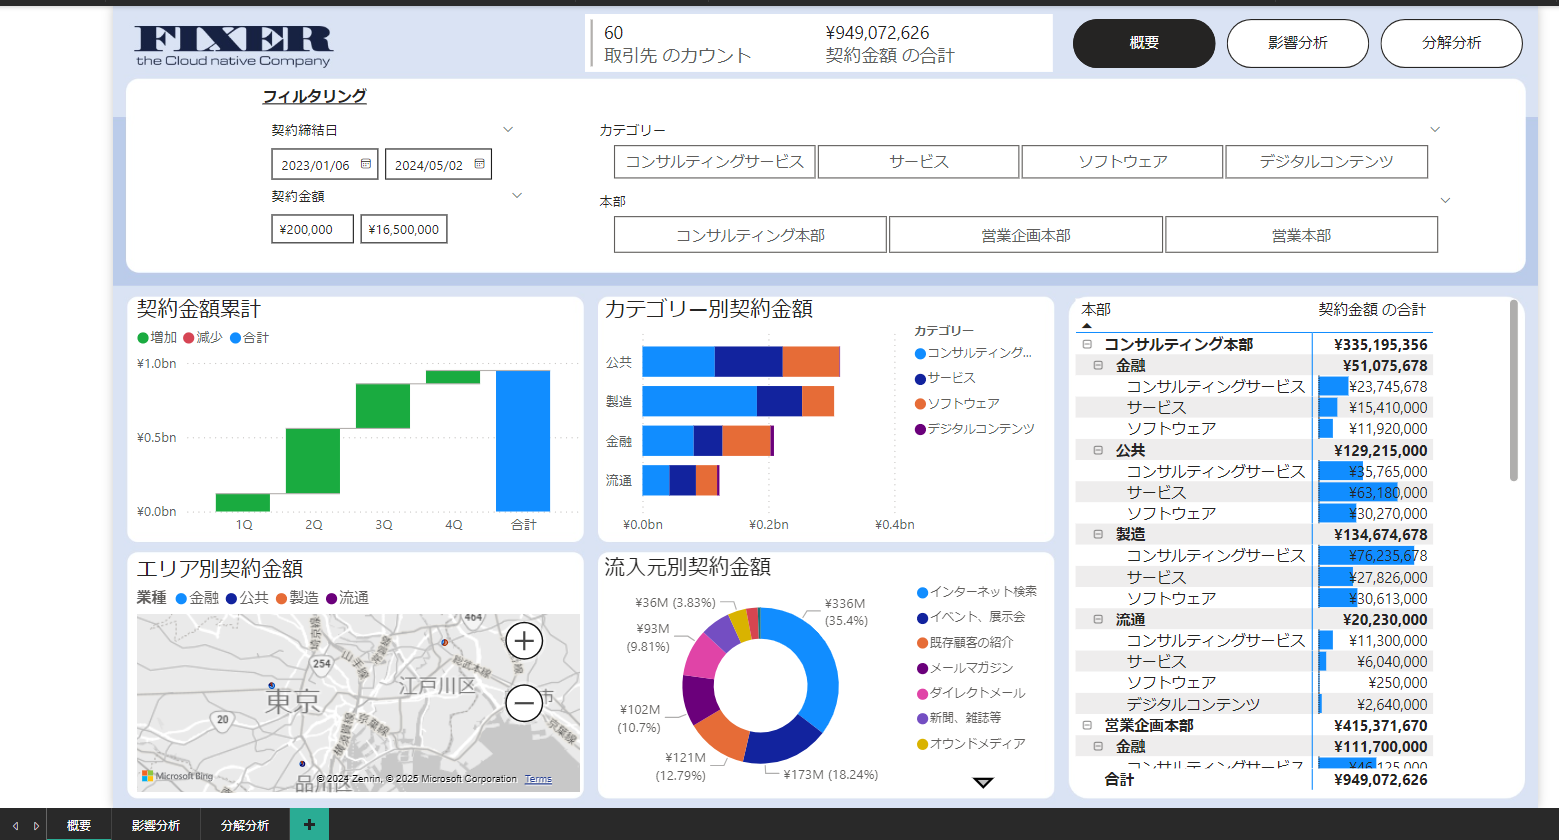 FIXER
the Cloud native Company
60
取引先 のカウント
¥949,072,626
契約金額 の合計
概要
影響分析
分解分析
フィルタリング
契約締結日
2023/01/06
2024/05/02
契約金額
¥200,000
¥16,500,000
カテゴリー
コンサルティングサービス
サービス
ソフトウェア
デジタルコンテンツ
本部
コンサルティング本部
営業企画本部
営業本部
契約金額累計
増加 減少 合計
¥1.0bn
¥0.5bn
¥0.0bn
1Q 2Q 3Q 4Q 合計
カテゴリー別契約金額
公共
製造
金融
流通
¥0.0bn ¥0.2bn ¥0.4bn
カテゴリー
コンサルティング...
サービス
ソフトウェア
デジタルコンテンツ
エリア別契約金額
業種 金融 公共 製造 流通
464
埼京線
山手線
254
総武本線
江戸川区
東京
市
20
京葉線
京葉線
横須賀線
品川区
Microsoft Bing
© 2024 Zenrin, © 2025 Microsoft Corporation Terms
流入元別契約金額
¥336M
(35.4%)
¥173M (18.24%)
¥121M
(12.79%)
¥102M
(10.7%)
¥93M
(9.81%)
¥36M (3.83%)
インターネット検索
イベント、展示会
既存顧客の紹介
メールマガジン
ダイレクトメール
新聞、雑誌等
オウンドメディア
本部 契約金額 の合計
コンサルティング本部 ¥335,195,356
金融 ¥51,075,678
コンサルティングサービス ¥23,745,678
サービス ¥15,410,000
ソフトウェア ¥11,920,000
公共 ¥129,215,000
コンサルティングサービス ¥35,765,000
サービス ¥63,180,000
ソフトウェア ¥30,270,000
製造 ¥134,674,678
コンサルティングサービス ¥76,235,678
サービス ¥27,826,000
ソフトウェア ¥30,613,000
流通 ¥20,230,000
コンサルティングサービス ¥11,300,000
サービス ¥6,040,000
ソフトウェア ¥250,000
デジタルコンテンツ ¥2,640,000
営業企画本部 ¥415,371,670
金融 ¥111,700,000
コンサルティングサービス ¥46,125,000
合計 ¥949,072,626
概要
影響分析
分解分析
+